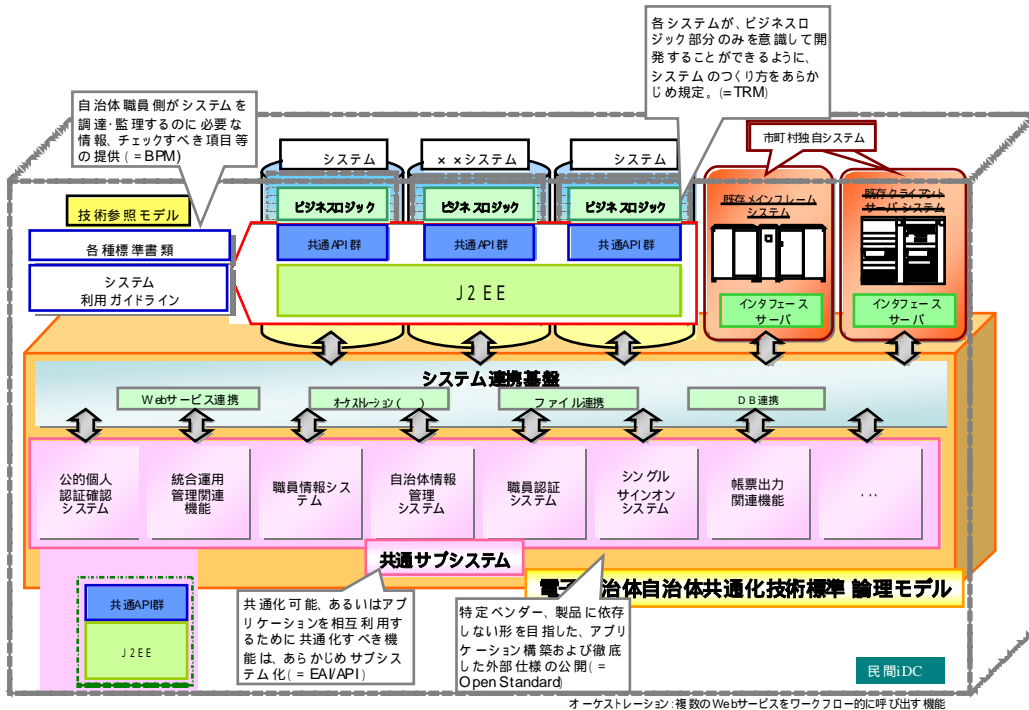 各システムが、ビジネスロ
ジック部分のみを意識して開
発することができるように、
システムのつくり方をあらか
じめ規定。(=TRM)
自治体職員側がシステムを
調達・監理するのに必要な
情報、チェックすべき項目等
の提供(=BPM)
市町村独自システム
システム
××システム
システム
技術参照モデル
ビジネスロジック
ビジネスロジック
ビジネスロジック
既存メインフレーム
システム
既存クライアント
サーバシステム
各種標準書類
共通API群
共通API群
共通API群
システム
利用ガイドライン
J2EE
インタフェース
サーバ
インタフェース
サーバ
システム連携基盤
Webサービス連携
オーケストレーション( )
ファイル連携
DB連携
公的個人
認証確認
システム
統合運用
管理関連
機能
職員情報シス
テム
自治体情報
管理
システム
職員認証
システム
シングル
サインオン
システム
帳票出力
関連機能
...
共通サブシステム
電子 治体自治体共通化技術標準 論理モデル
共通API群
J2EE
共通化可能、あるいはアプ
リケーションを相互利用す
るために共通化すべき機
能は、あらかじめサブシス
テム化(=EAI/API)
特定ベンダー、製品に依存
しない形を目指した、アプリ
ケーション構築および徹底
した外部仕様の公開(=
Open Standard)
民間iDC
オーケストレーション:複数のWebサービスをワークフロー的に呼び出す機能